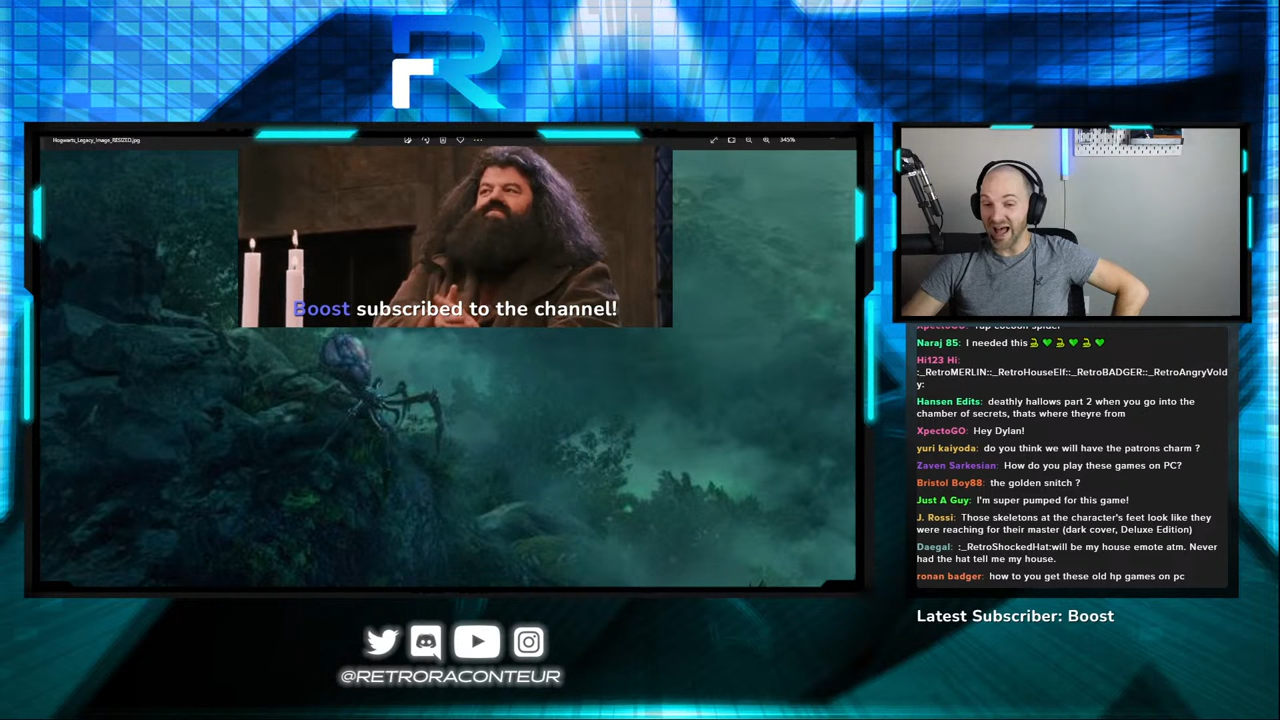 Hogwarts_Legacy_Image_RESIZED.jpg
345%
Boost subscribed to the channel!
XpectoGO:
Naraj 85: I needed this
Hi123 Hi:
:_RetroMERLIN::_RetroHouseElf::_RetroBADGER::_RetroAngryVold
y:
Hansen Edits: deathly hallows part 2 when you go into the
chamber of secrets, thats where theyre from
XpectoGO: Hey Dylan!
yuri kaiyoda: do you think we will have the patrons charm ?
Zaven Sarkesian: How do you play these games on PC?
Bristol Boy88: the golden snitch ?
Just A Guy: I'm super pumped for this game!
J. Rossi: Those skeletons at the character's feet look like they
were reaching for their master (dark cover, Deluxe Edition)
Daegal: :_RetroShockedHat:will be my house emote atm. Never
had the hat tell me my house.
ronan badger: how to you get these old hp games on pc
Latest Subscriber: Boost
@RETRORACONTEUR